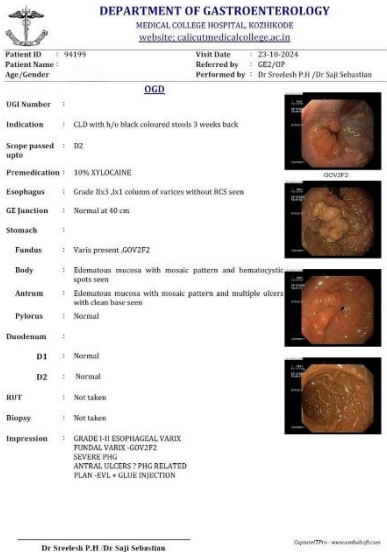 DEPARTMENT OF GASTROENTEROLOGY
MEDICAL COLLEGE HOSPITAL, KOZHIKODE
website; calicutmedicalcollege.ac.in
Patient ID : 94199 Visit Date : 23-10-2024
Patient Name : Referred by : GE2/OP
Age/Gender Performed by : Dr Sreelesh P.H /Dr Saji Sebastian
OGD
UGI Number :
Indication : CLD with h/o black coloured stools 3 weeks back
Scope passed upto : D2
Premedication : 10% XYLOCAINE
Esophagus : Grade IIx3 ,Ix1 column of varices without RCS seen
GOV2F2
GE Junction : Normal at 40 cm
Stomach :
Fundus : Varix present ,GOV2F2
Body : Edematous mucosa with mosaic pattern and hematocystic spots seen
Antrum : Edematous mucosa with mosaic pattern and multiple ulcers with clean base seen
Pylorus : Normal
Duodenum :
D1 : Normal
D2 : Normal
RUT : Not taken
Biopsy : Not taken
Impression : GRADE I-II ESOPHAGEAL VARIX
FUNDAL VARIX -GOV2F2
SEVERE PHG
ANTRAL ULCERS ? PHG RELATED
PLAN -EVL + GLUE INJECTION
Dr Sreelesh P.H /Dr Saji Sebastian
CaptureITPro - www.ambalsoft.com